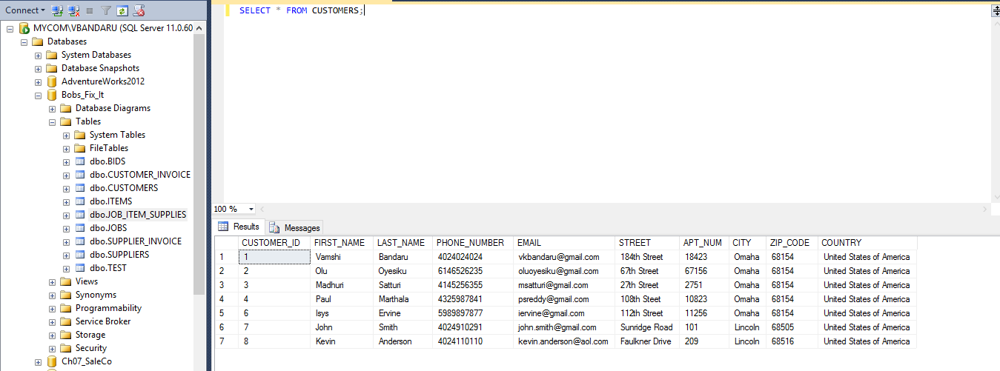 Connect
MYCOM\VBANDARU (SQL Server 11.0.60
Databases
System Databases
Database Snapshots
AdventureWorks2012
Bobs_Fix_It
Database Diagrams
Tables
System Tables
FileTables
dbo.BIDS
dbo.CUSTOMER_INVOICE
dbo.CUSTOMERS
dbo.ITEMS
dbo.JOB_ITEM_SUPPLIES
dbo.JOBS
dbo.SUPPLIER_INVOICE
dbo.SUPPLIERS
dbo.TEST
Views
Synonyms
Programmability
Service Broker
Storage
Security
Ch07_SaleCo
SELECT * FROM CUSTOMERS;
100 %
Results Messages
CUSTOMER_ID FIRST_NAME LAST_NAME PHONE_NUMBER EMAIL STREET APT_NUM CITY ZIP_CODE COUNTRY
1 1 Vamshi Bandaru 4024024024 vkbandaru@gmail.com 184th Street 18423 Omaha 68154 United States of America
2 2 Olu Oyesiku 6146526235 oluoyesiku@gmail.com 67th Street 67156 Omaha 68154 United States of America
3 3 Madhuri Satturi 4145256355 msatturi@gmail.com 27th Street 2751 Omaha 68154 United States of America
4 4 Paul Marthala 4325987841 psreddy@gmail.com 108th Steet 10823 Omaha 68154 United States of America
5 6 Isys Ervine 5989897877 iervine@gmail.com 112th Street 11256 Omaha 68154 United States of America
6 7 John Smith 4024910291 john.smith@gmail.com Sunridge Road 101 Lincoln 68505 United States of America
7 8 Kevin Anderson 4024110110 kevin.anderson@aol.com Faulkner Drive 209 Lincoln 68516 United States of America